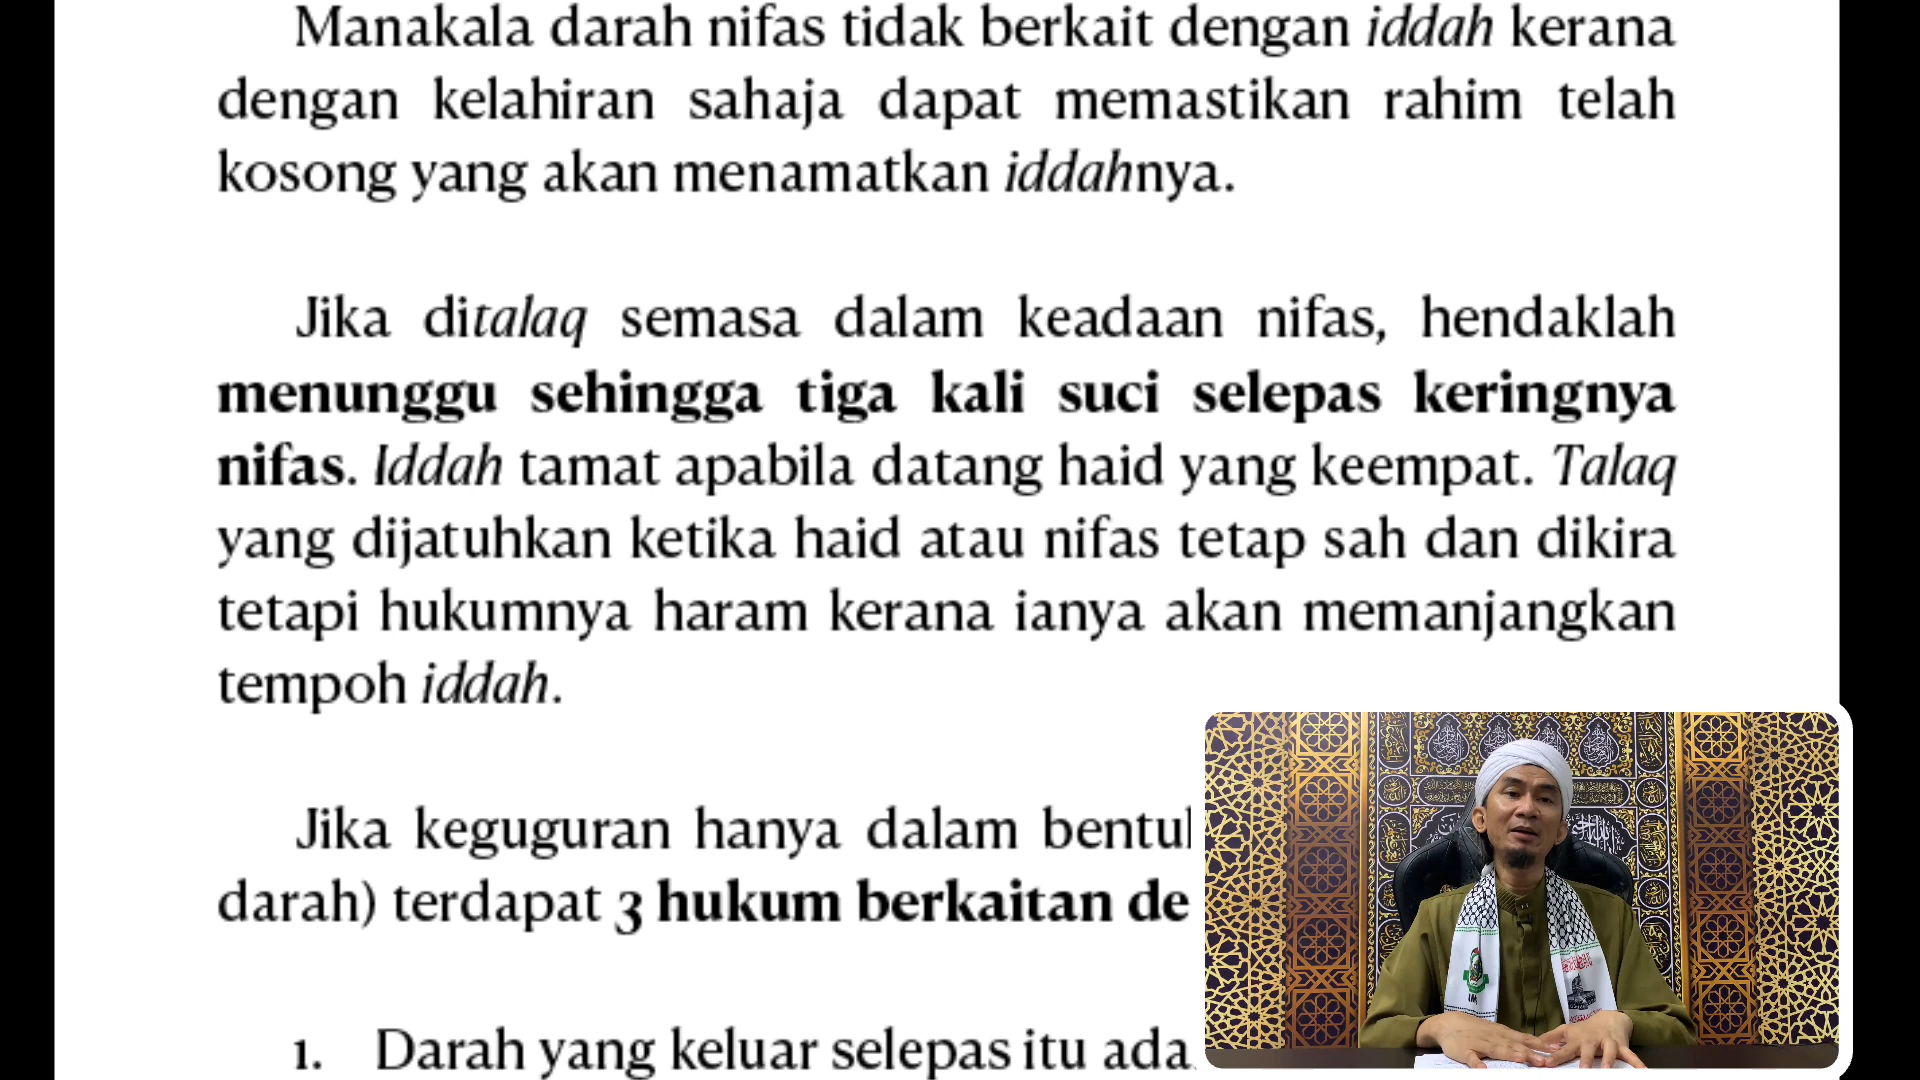 Manakala darah nifas tidak berkait dengan iddah kerana
dengan kelahiran sahaja dapat memastikan rahim telah
kosong yang akan menamatkan iddahnya.
Jika ditalaq semasa dalam keadaan nifas, hendaklah
menunggu sehingga tiga kali suci selepas keringnya
nifas. Iddah tamat apabila datang haid yang keempat. Talaq
yang dijatuhkan ketika haid atau nifas tetap sah dan dikira
tetapi hukumnya haram kerana ianya akan memanjangkan
tempoh iddah.
Jika keguguran hanya dalam
darah) terdapat 3 hukum berkaitan
1. Darah yang keluar selepas itu